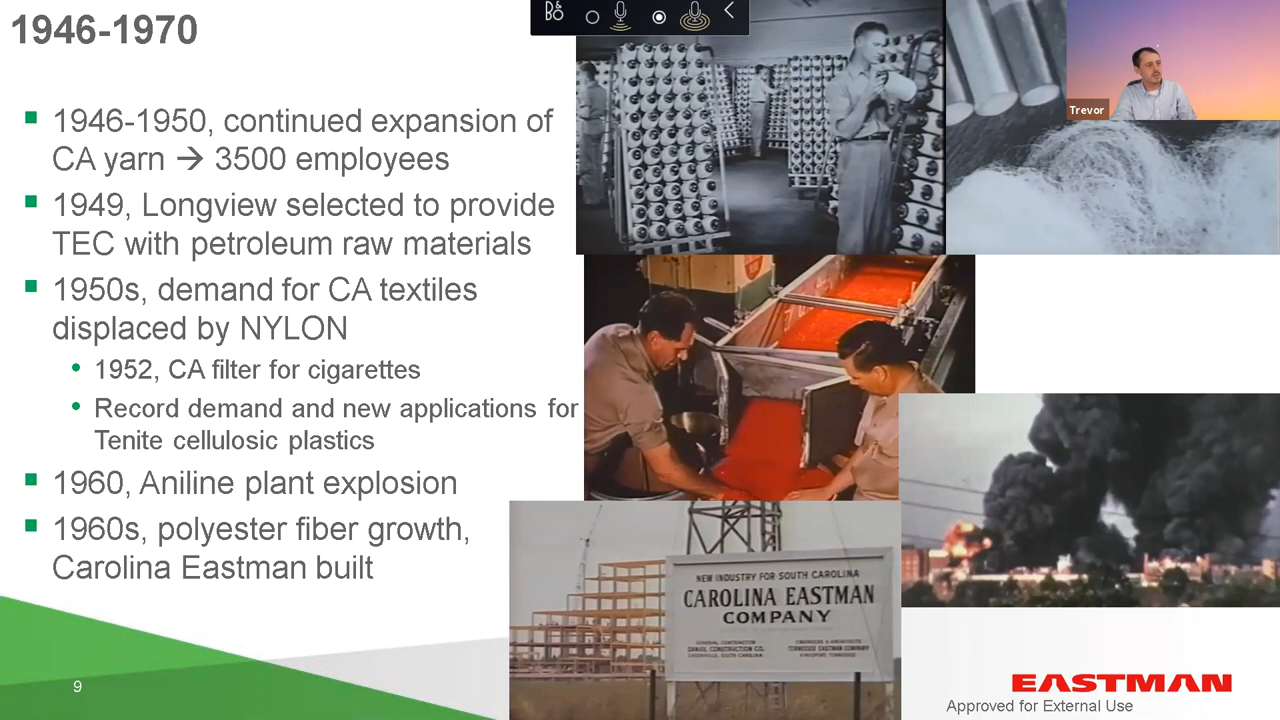 1946-1970
1946-1950, continued expansion of
CA yarn → 3500 employees
1949, Longview selected to provide
TEC with petroleum raw materials
1950s, demand for CA textiles
displaced by NYLON
1952, CA filter for cigarettes
Record demand and new applications for
Tenite cellulosic plastics
1960, Aniline plant explosion
1960s, polyester fiber growth,
Carolina Eastman built
9
B&O
Trevor
NEW INDUSTRY FOR SOUTH CAROLINA
CAROLINA EASTMAN
COMPANY
GENERAL CONTRACTOR
DANIEL CONSTRUCTION CO.
GREENVILLE, SOUTH CAROLINA
ENGINEERS & ARCHITECTS
TENNESSEE EASTMAN COMPANY
KINGSPORT, TENNESSEE
EASTMAN
Approved for External Use